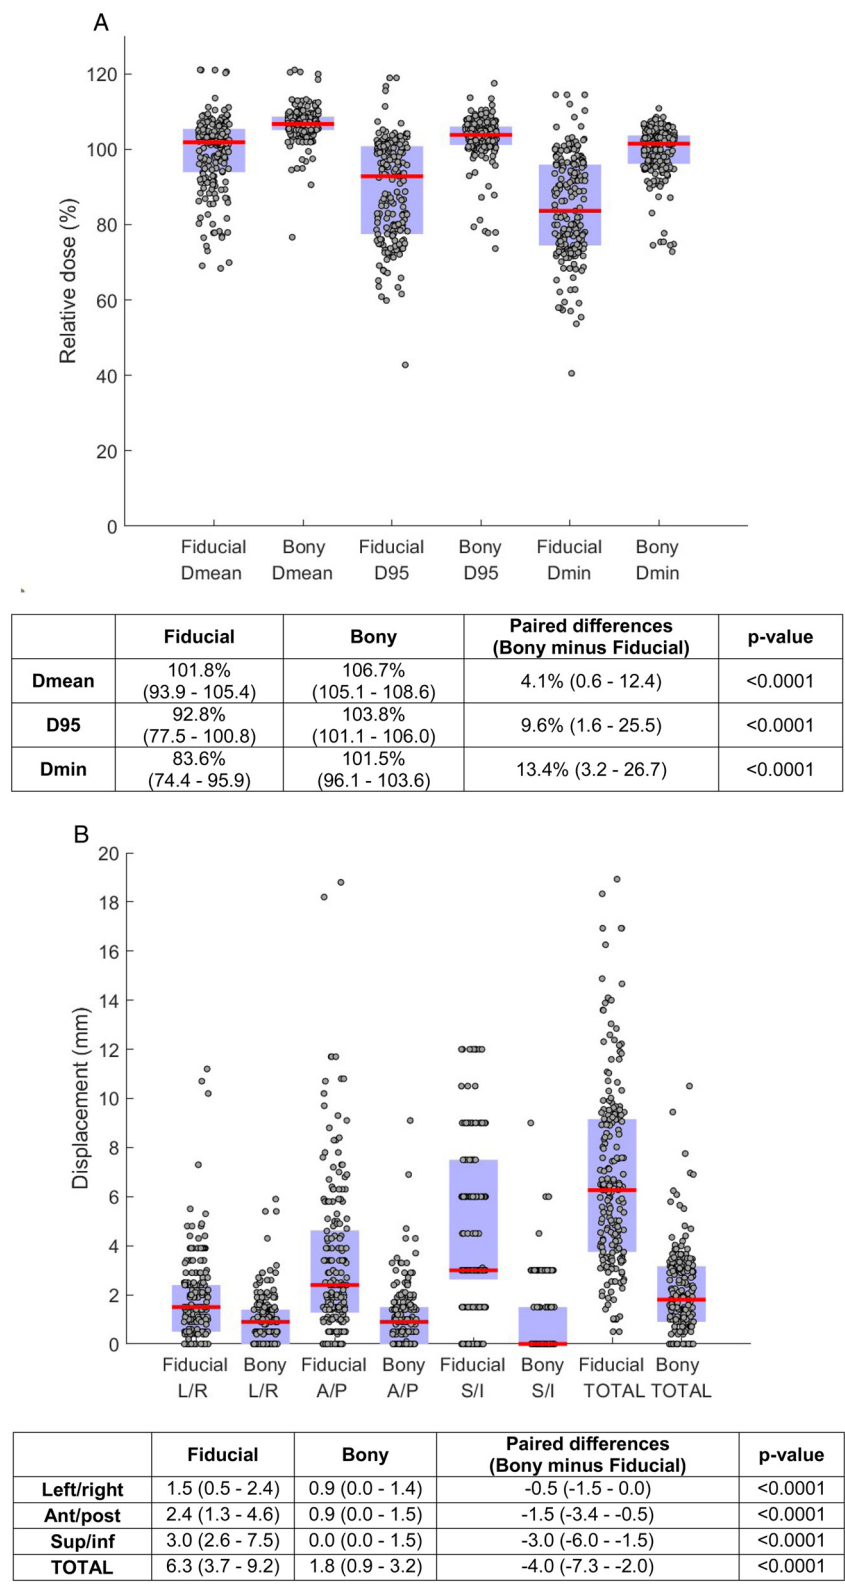 A
Relative dose (%)
120
100
80
60
40
20
0
Fiducial Bony Fiducial Bony Fiducial Bony
Dmean Dmean D95 D95 Dmin Dmin
Fiducial Bony Paired differences (Bony minus Fiducial) p-value
Dmean 101.8% (93.9 - 105.4) 106.7% (105.1 - 108.6) 4.1% (0.6 - 12.4) <0.0001
D95 92.8% (77.5 - 100.8) 103.8% (101.1 - 106.0) 9.6% (1.6 - 25.5) <0.0001
Dmin 83.6% (74.4 - 95.9) 101.5% (96.1 - 103.6) 13.4% (3.2 - 26.7) <0.0001
B
Displacement (mm)
20
18
16
14
12
10
8
6
4
2
0
Fiducial Bony Fiducial Bony Fiducial Bony Fiducial Bony
L/R L/R A/P A/P S/I S/I TOTAL TOTAL
Fiducial Bony Paired differences (Bony minus Fiducial) p-value
Left/right 1.5 (0.5 - 2.4) 0.9 (0.0 - 1.4) -0.5 (-1.5 - 0.0) <0.0001
Ant/post 2.4 (1.3 - 4.6) 0.9 (0.0 - 1.5) -1.5 (-3.4 - -0.5) <0.0001
Sup/inf 3.0 (2.6 - 7.5) 0.0 (0.0 - 1.5) -3.0 (-6.0 - -1.5) <0.0001
TOTAL 6.3 (3.7 - 9.2) 1.8 (0.9 - 3.2) -4.0 (-7.3 - -2.0) <0.0001